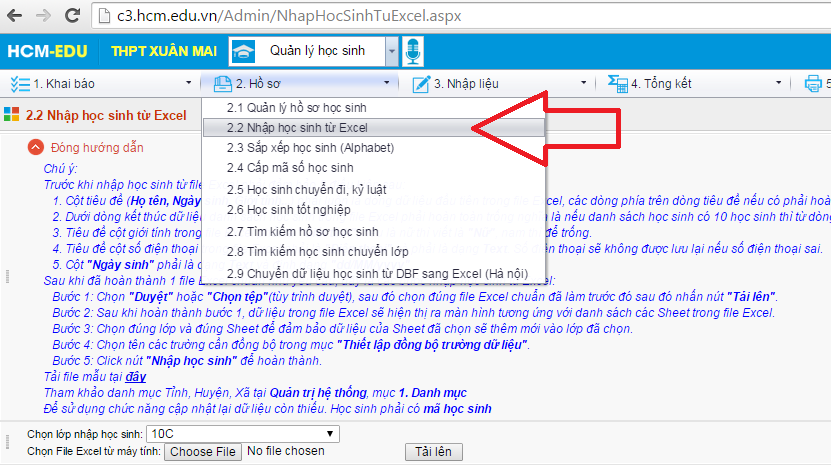 c3.hcm.edu.vn/Admin/NhapHocSinhTuExcel.aspx
HCM-EDU THPT XUÂN MAI Quản lý học sinh
1. Khai báo 2. Hồ sơ 3. Nhập liệu 4. Tổng kết 5
2.1 Quản lý hồ sơ học sinh
2.2 Nhập học sinh từ Excel
2.3 Sắp xếp học sinh (Alphabet)
2.4 Cấp mã số học sinh
2.5 Học sinh chuyển đi, kỷ luật
2.6 Học sinh tốt nghiệp
2.7 Tìm kiếm hồ sơ học sinh
2.8 Tìm kiếm học sinh chuyển lớp
2.9 Chuyển dữ liệu học sinh từ DBF sang Excel (Hà nội)
2.2 Nhập học sinh từ Excel
Đóng hướng dẫn
Chú ý:
Trước khi nhập học sinh từ file
1. Cột tiêu đề (Họ tên, Ngày Excel, các dòng phía trên dòng tiêu đề nếu có phải hoàn
2. Dưới dòng kết thúc dữ liệu là nếu danh sách học sinh có 10 học sinh thì từ dòng
3. Tiêu đề cột giới tính trong để trống.
4. Tiêu đề cột số điện thoại điện thoại sẽ không được lưu lại nếu số điện thoại sai.
5. Cột "Ngày sinh" phải là
Sau khi đã hoàn thành 1 file Excel:
Bước 1: Chọn "Duyệt" hoặc "Chọn tệp"(tùy trình duyệt), sau đó chọn đúng file Excel chuẩn đã làm trước đó sau đó nhấn nút "Tải lên".
Bước 2: Sau khi hoàn thành bước 1, dữ liệu trong file Excel sẽ hiện thị ra màn hình tương ứng với danh sách các Sheet trong file Excel.
Bước 3: Chọn đúng lớp và đúng Sheet để đảm bảo dữ liệu của Sheet đã chọn sẽ thêm mới vào lớp đã chọn.
Bước 4: Chọn tên các trường cần đồng bộ trong mục "Thiết lập đồng bộ trường dữ liệu".
Bước 5: Click nút "Nhập học sinh" để hoàn thành.
Tải file mẫu tại đây
Tham khảo danh mục Tỉnh, Huyện, Xã tại Quản trị hệ thống, mục 1. Danh mục
Để sử dụng chức năng cập nhật lại dữ liệu còn thiếu. Học sinh phải có mã học sinh
Chọn lớp nhập học sinh: 10C
Chọn File Excel từ máy tính: Choose File No file chosen Tải lên